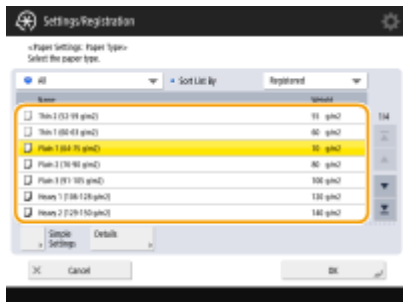 Settings/Registration
<Paper Settings: Paper Type>
Select the paper type.
All
Sort List By
Registered
Name
Weight
Thin 2 (52-59 g/m2) 55 g/m2
Thin 1 (60-63 g/m2) 60 g/m2
Plain 1 (64-75 g/m2) 70 g/m2
Plain 2 (76-90 g/m2) 80 g/m2
Plain 3 (91-105 g/m2) 100 g/m2
Heavy 1 [106-128 g/m2] 120 g/m2
Heavy 2 [129-150 g/m2] 140 g/m2
1/4
Simple
Settings
Details
Cancel
OK